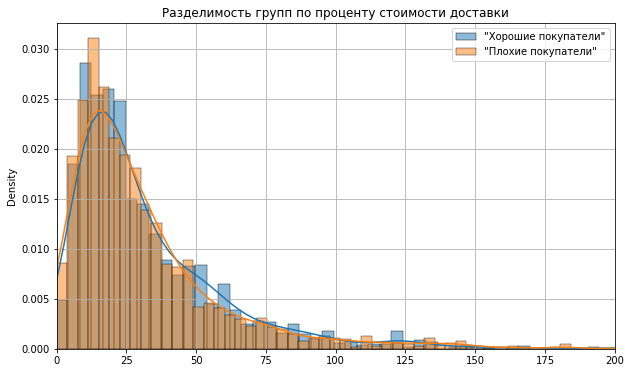 Разделимость групп по проценту стоимости доставки
"Хорошие покупатели"
"Плохие покупатели"
Density
0.030
0.025
0.020
0.015
0.010
0.005
0.000
0 25 50 75 100 125 150 175 200